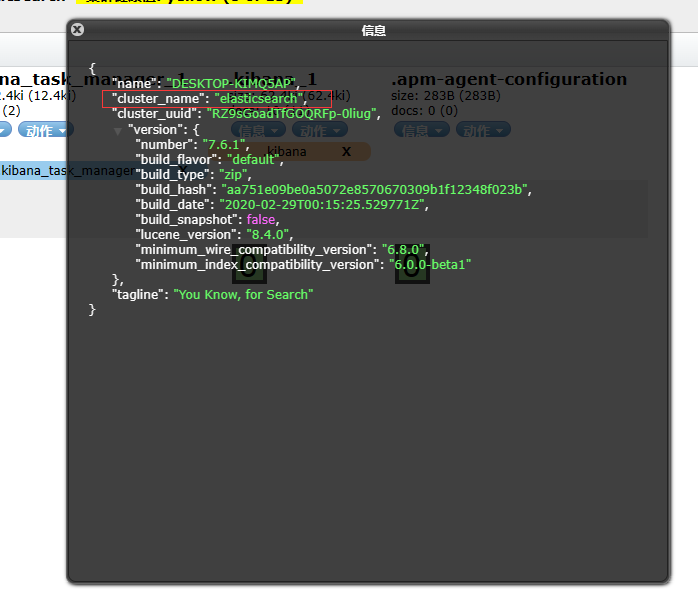 信息
na_task_manager_1
kibana_1
.apm-agent-configuration
2.4ki (12.4ki)
(62.4ki)
size: 283B (283B)
(2)
docs: 0 (0)
动作
信息
动作
信息
动作
kibana
X
kibana_task_manager
0
0
{
"name": "DESKTOP-KIMQ5AP",
"cluster_name": "elasticsearch",
"cluster_uuid": "RZ9sGoadTfGOQRFp-0liug",
"version": {
"number": "7.6.1",
"build_flavor": "default",
"build_type": "zip",
"build_hash": "aa751e09be0a5072e8570670309b1f12348f023b",
"build_date": "2020-02-29T00:15:25.529771Z",
"build_snapshot": false,
"lucene_version": "8.4.0",
"minimum_wire_compatibility_version": "6.8.0",
"minimum_index_compatibility_version": "6.0.0-beta1"
},
"tagline": "You Know, for Search"
}